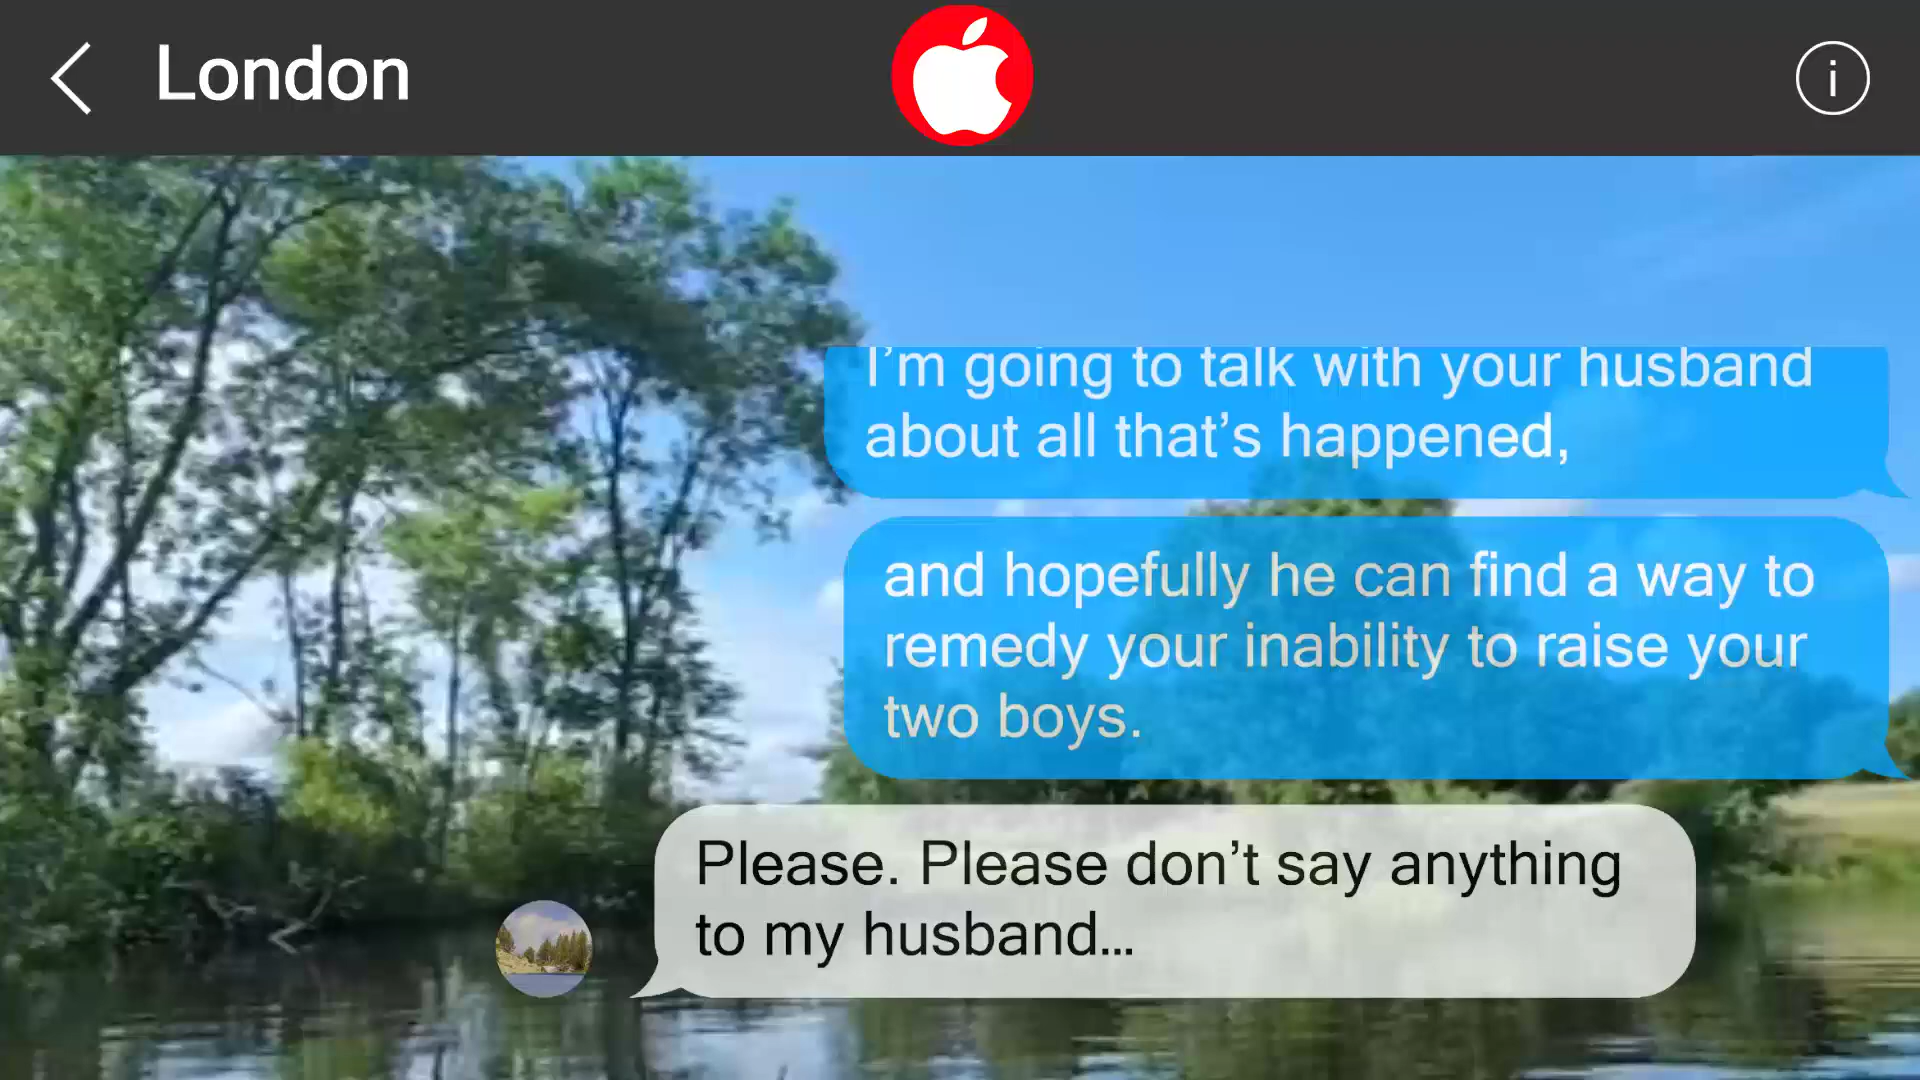 London
i
I’m going to talk with your husband
about all that’s happened,
and hopefully he can find a way to
remedy your inability to raise your
two boys.
Please. Please don’t say anything
to my husband...